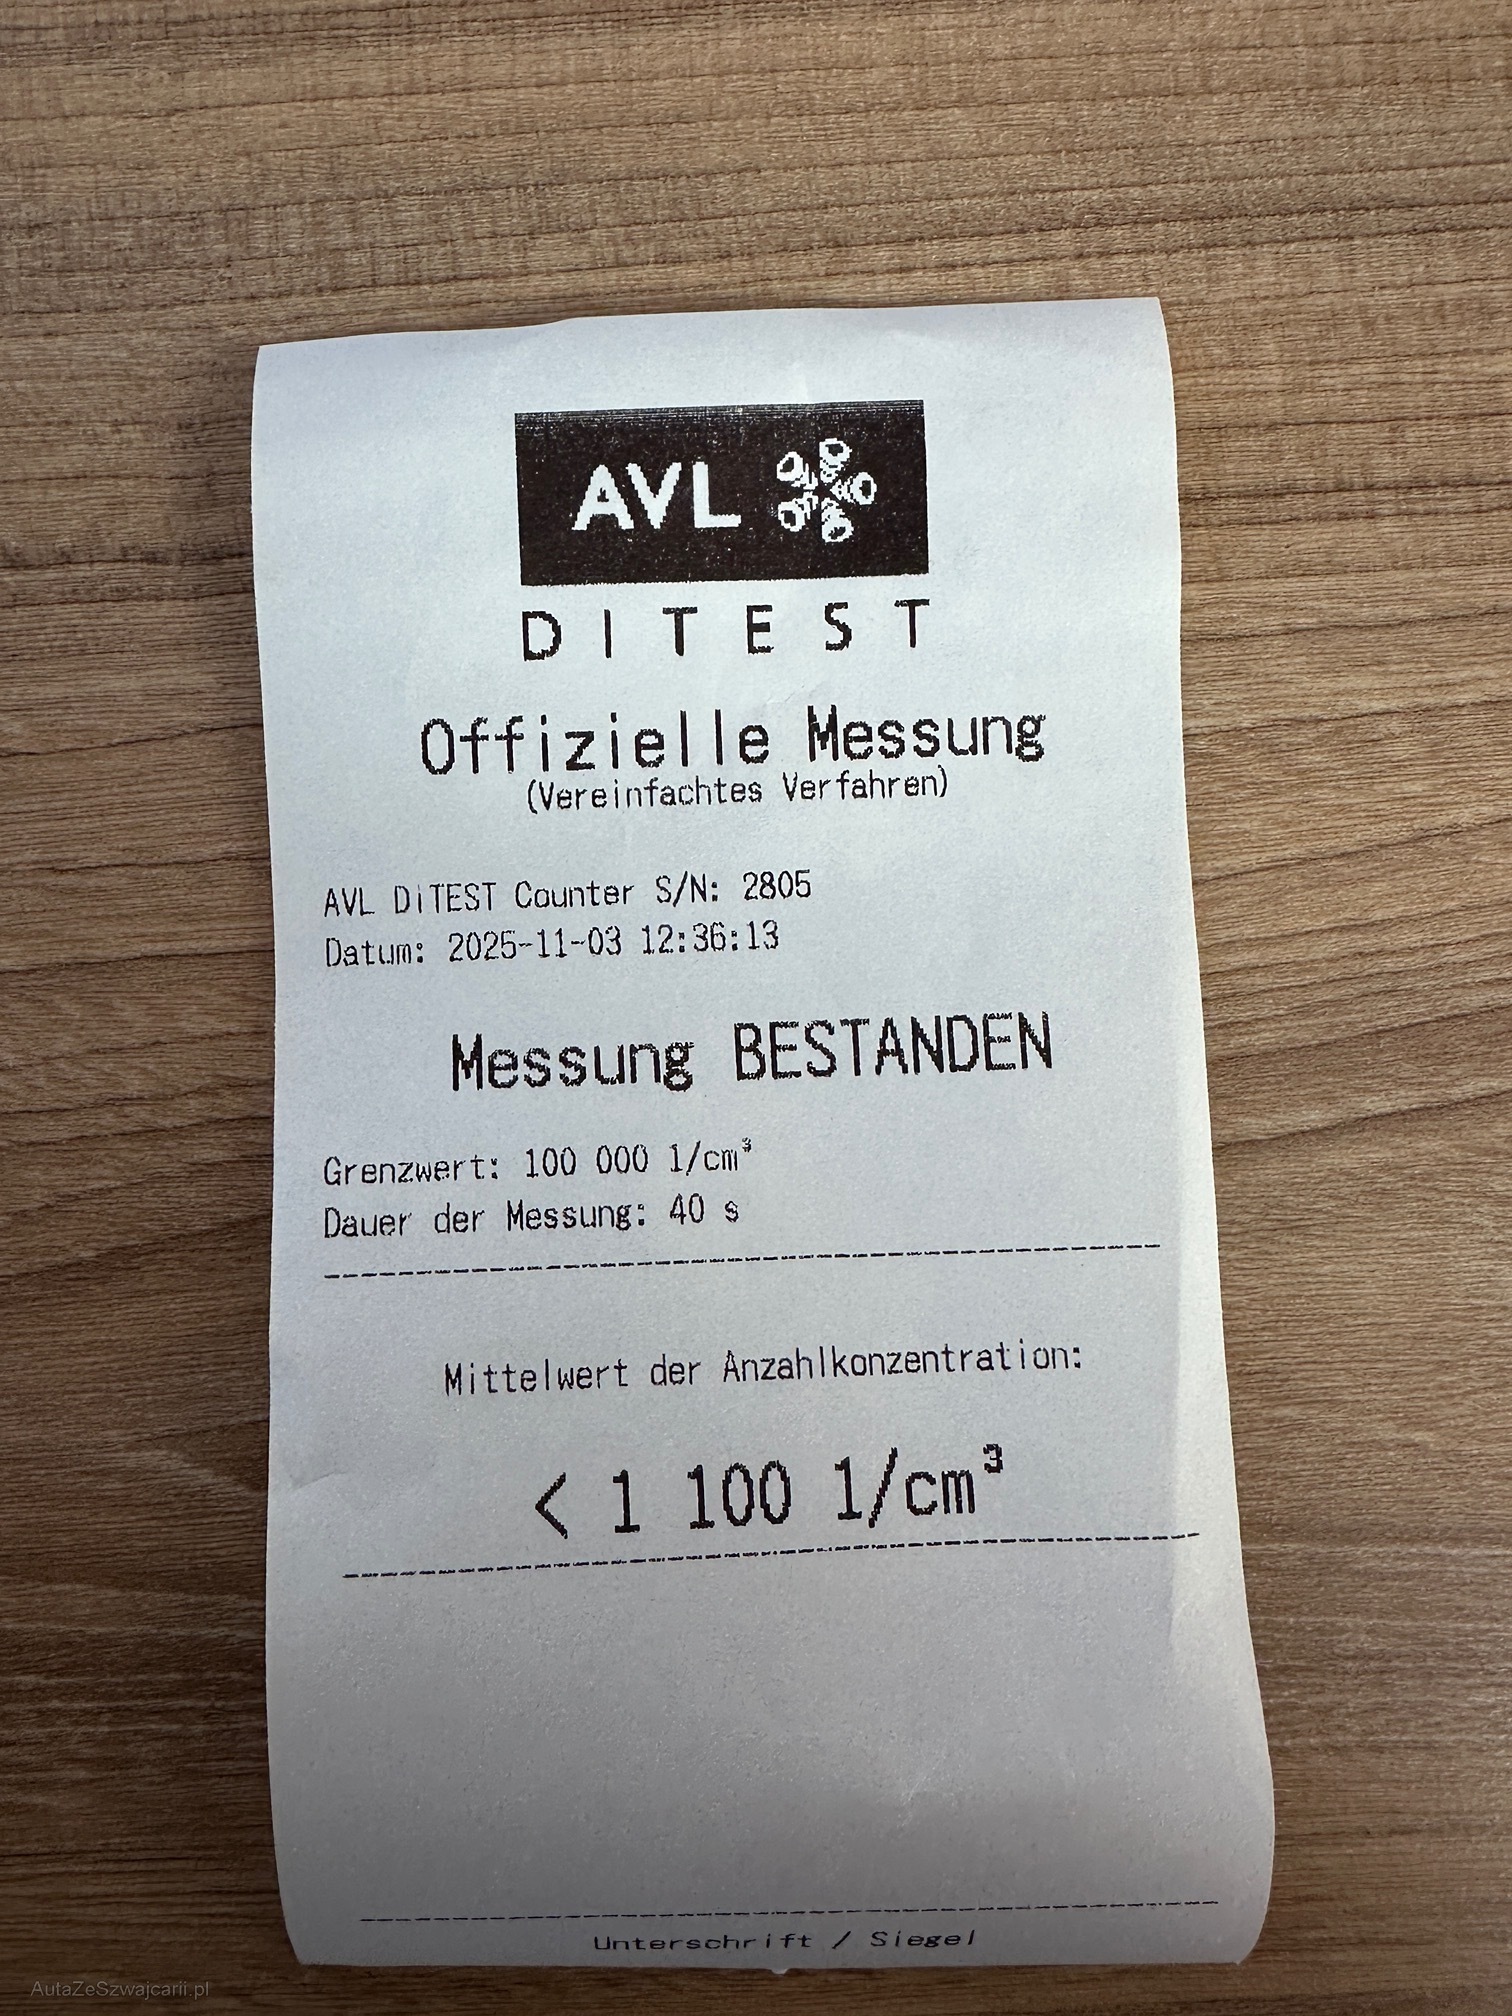 AVL
DITEST
Offizielle Messung
(Vereinfachtes Verfahren)
AVL DiTEST Counter S/N: 2805
Datum: 2025-11-03 12:36:13
Messung BESTANDEN
Grenzwert: 100 000 1/cm³
Dauer der Messung: 40 s
Mittelwert der Anzahlkonzentration:
< 1 100 1/cm³
Unterschrift / Siegel
AutaZeSzwajcarii.pl